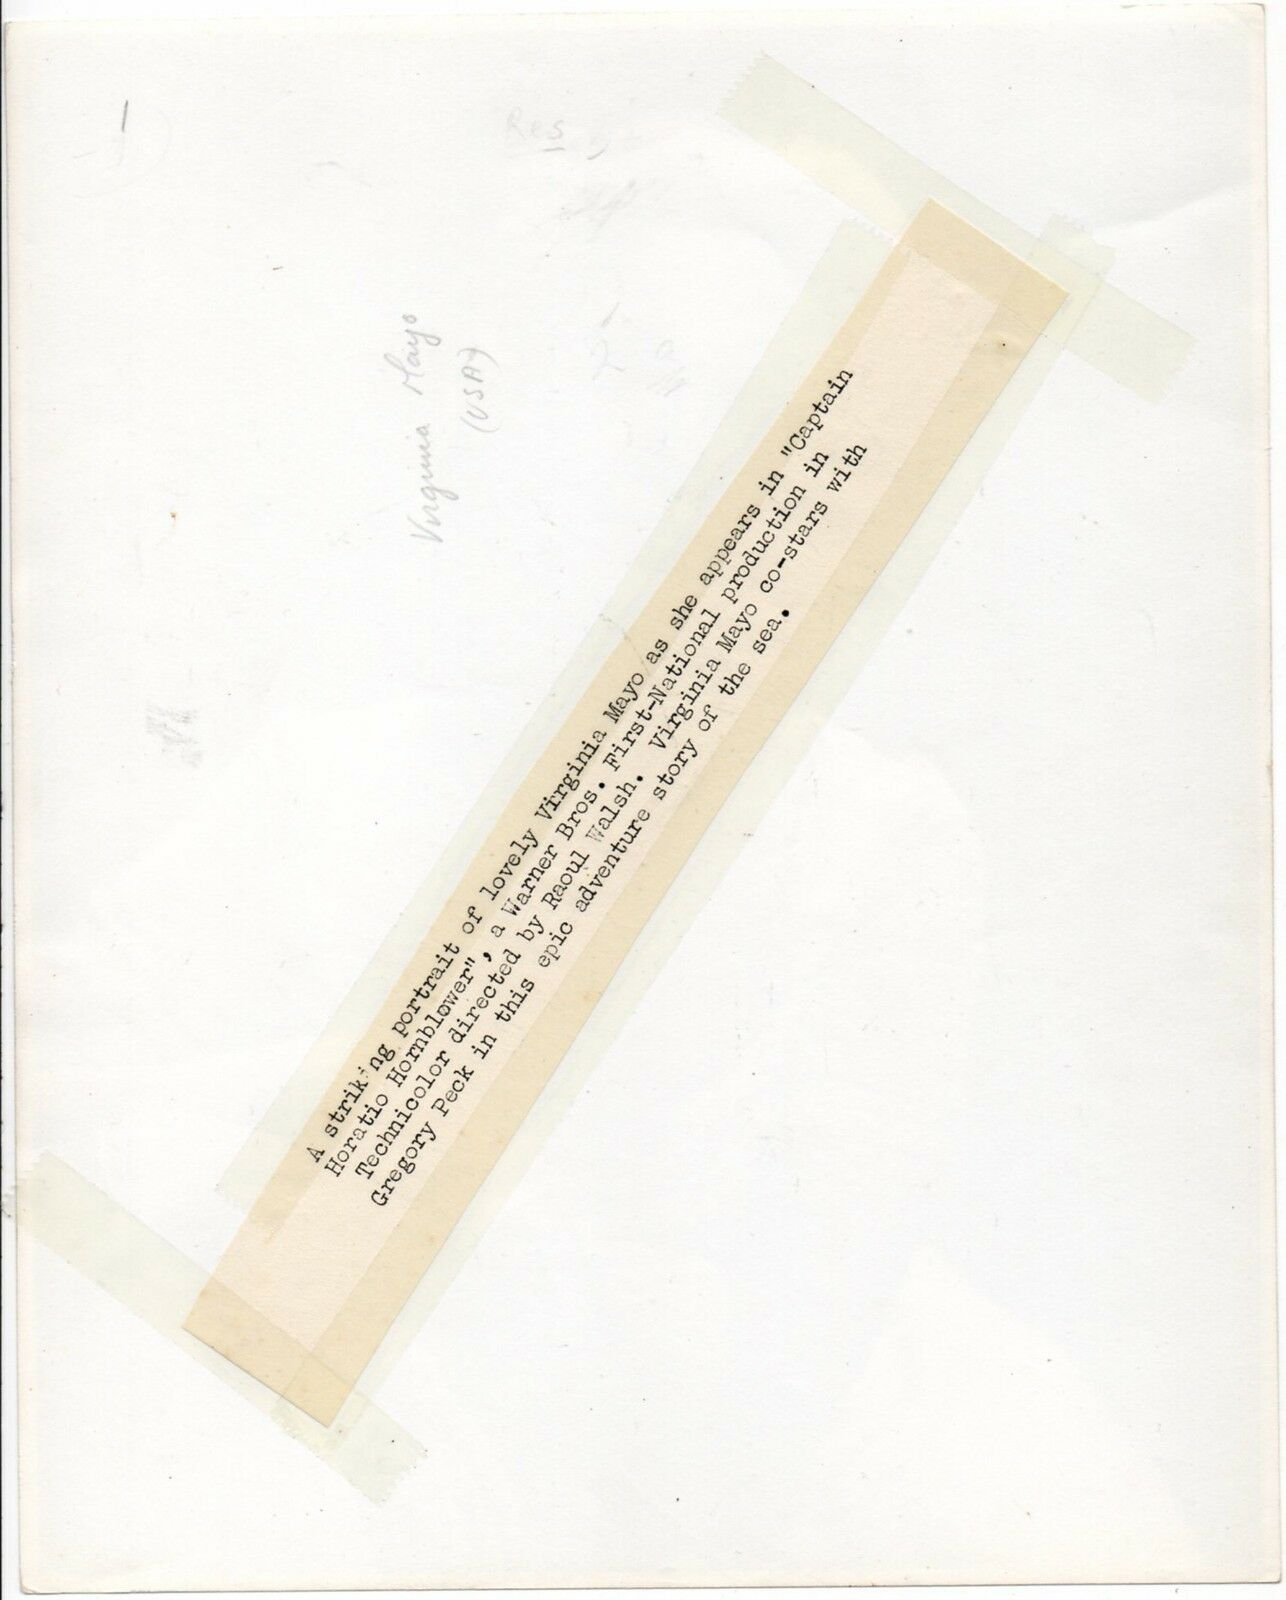 Res
Virginia Mayo
(USA)
A striking portrait of lovely Virginia Mayo as she appears in "Captain
Horatio Hornblower", a Warner Bros. First-National production in
Technicolor directed by Raoul Walsh. Virginia Mayo co-stars with
Gregory Peck in this epic adventure story of the sea.